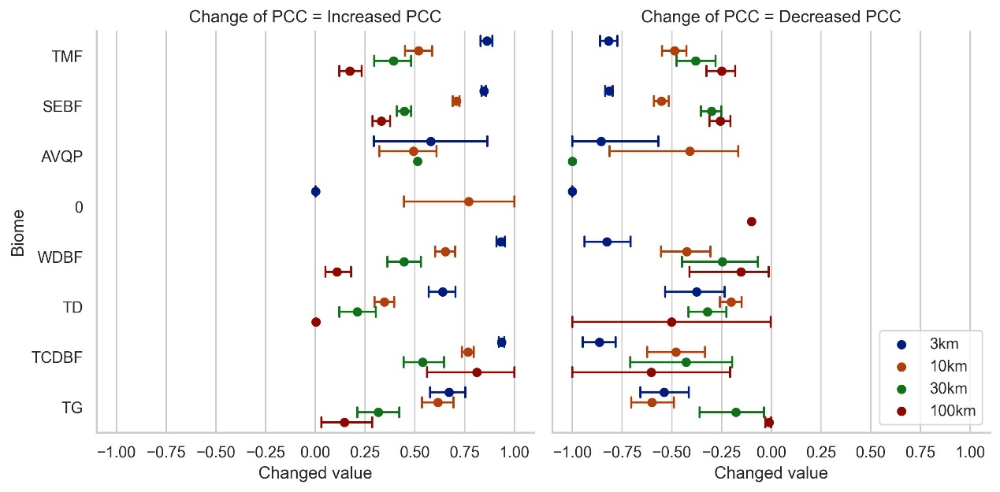 Change of PCC = Increased PCC
Change of PCC = Decreased PCC
Biome
TMF
SEBF
AVQP
0
WDBF
TD
TCDBF
TG
3km
10km
30km
100km
−1.00 −0.75 −0.50 −0.25 0.00 0.25 0.50 0.75 1.00
−1.00 −0.75 −0.50 −0.25 0.00 0.25 0.50 0.75 1.00
Changed value
Changed value